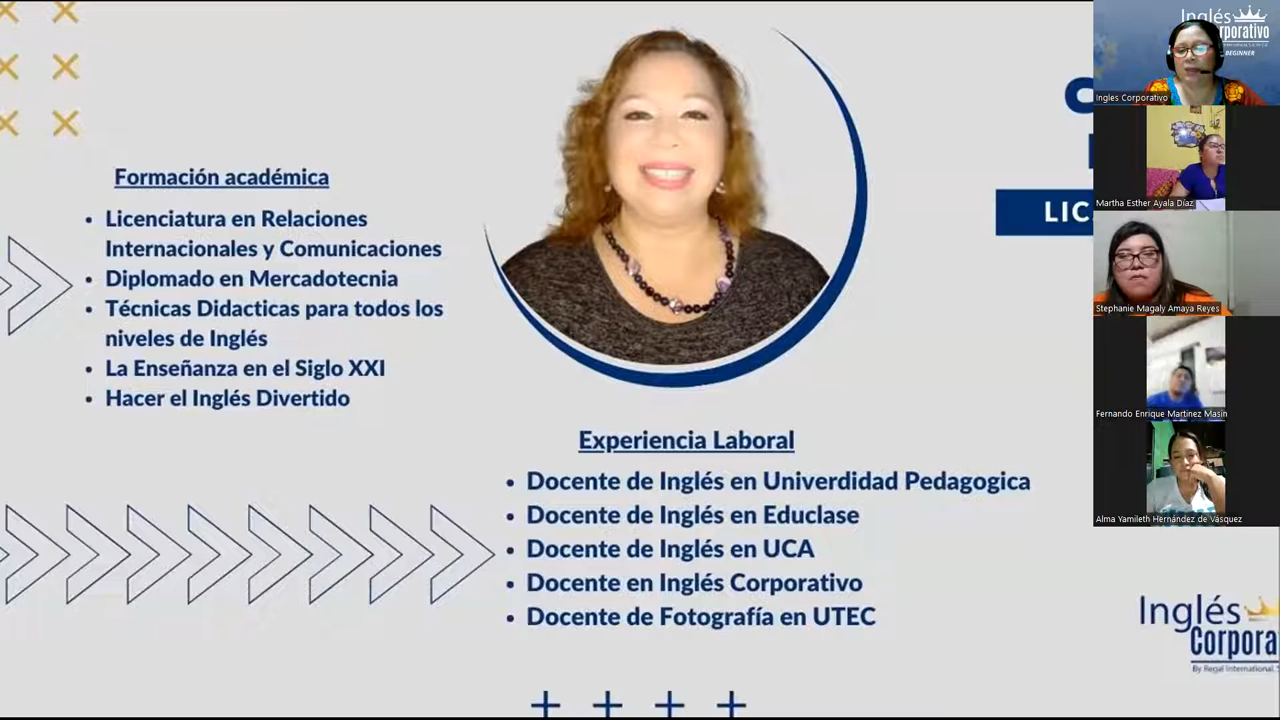 Formación académica
Licenciatura en Relaciones
Internacionales y Comunicaciones
Diplomado en Mercadotecnia
Técnicas Didacticas para todos los
niveles de Inglés
La Enseñanza en el Siglo XXI
Hacer el Inglés Divertido
Experiencia Laboral
Docente de Inglés en Univerdidad Pedagogica
Docente de Inglés en Educlase
Docente de Inglés en UCA
Docente en Inglés Corporativo
Docente de Fotografía en UTEC
LIC
Inglés
Corpora
By Regal International, S
Inglés
orporativo
BEGINNER
Ingles Corporativo
Martha Esther Ayala Díaz
Stephanie Magaly Amaya Reyes
Fernando Enrique Martinez Masin
Alma Yamileth Hernández de Vásquez